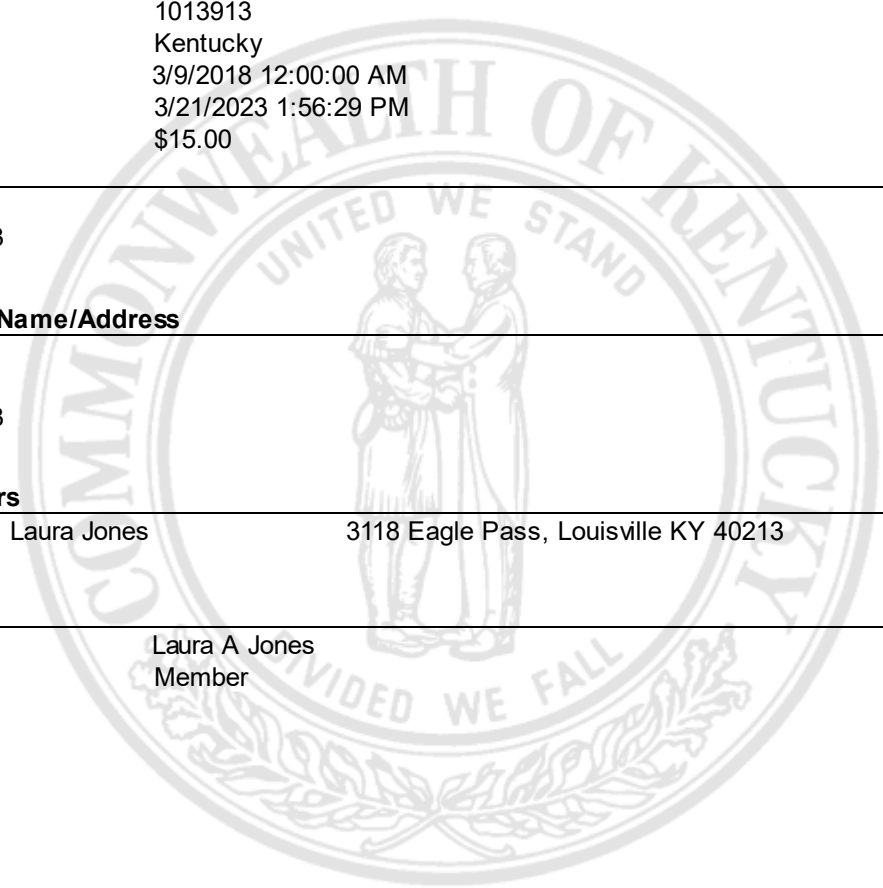 1013913
Kentucky
3/9/2018 12:00:00 AM
3/21/2023 1:56:29 PM
$15.00
COMMONWEALTH OF KENTUCKY
UNITED WE STAND
3
Name/Address
3
rs
Laura Jones 3118 Eagle Pass, Louisville KY 40213
Laura A Jones
Member
DIVIDED WE FALL